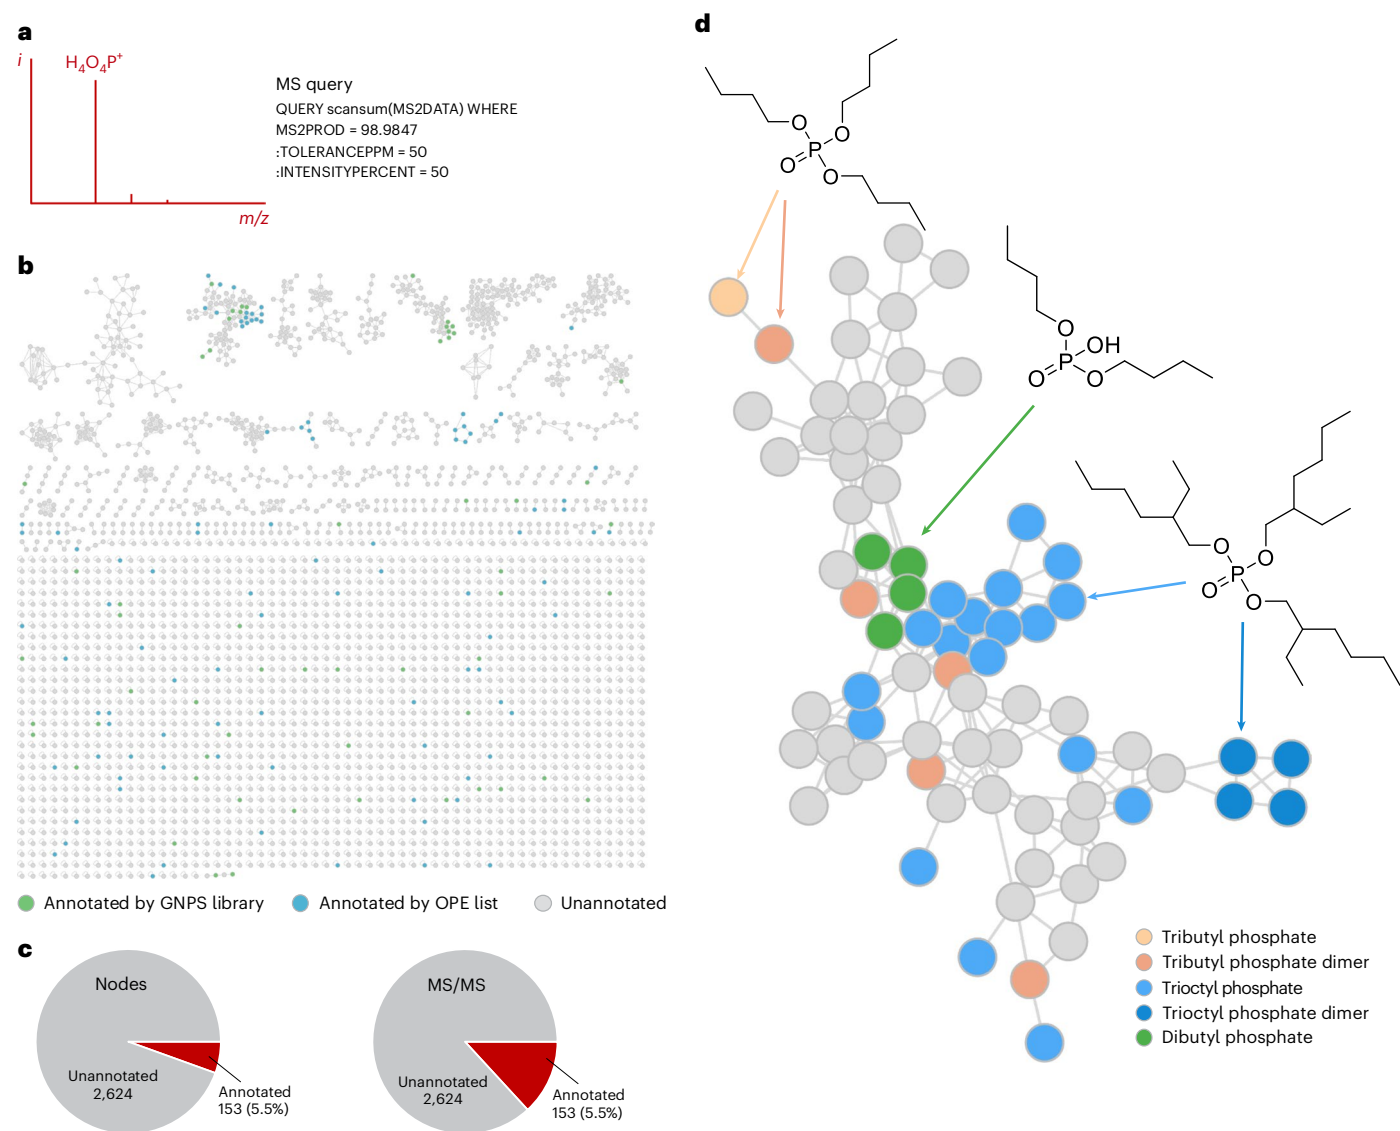 a
i
H4O4P+
m/z
MS query
QUERY scansum(MS2DATA) WHERE
MS2PROD = 98.9847
:TOLERANCEPPM = 50
:INTENSITYPERCENT = 50
b
Annotated by GNPS library
Annotated by OPE list
Unannotated
c
Nodes
Unannotated
2,624
Annotated
153 (5.5%)
MS/MS
Unannotated
2,624
Annotated
153 (5.5%)
d
O
O
P
O
O
O
OH
P
O
O
O
O
P
O
O
Tributyl phosphate
Tributyl phosphate dimer
Trioctyl phosphate
Trioctyl phosphate dimer
Dibutyl phosphate